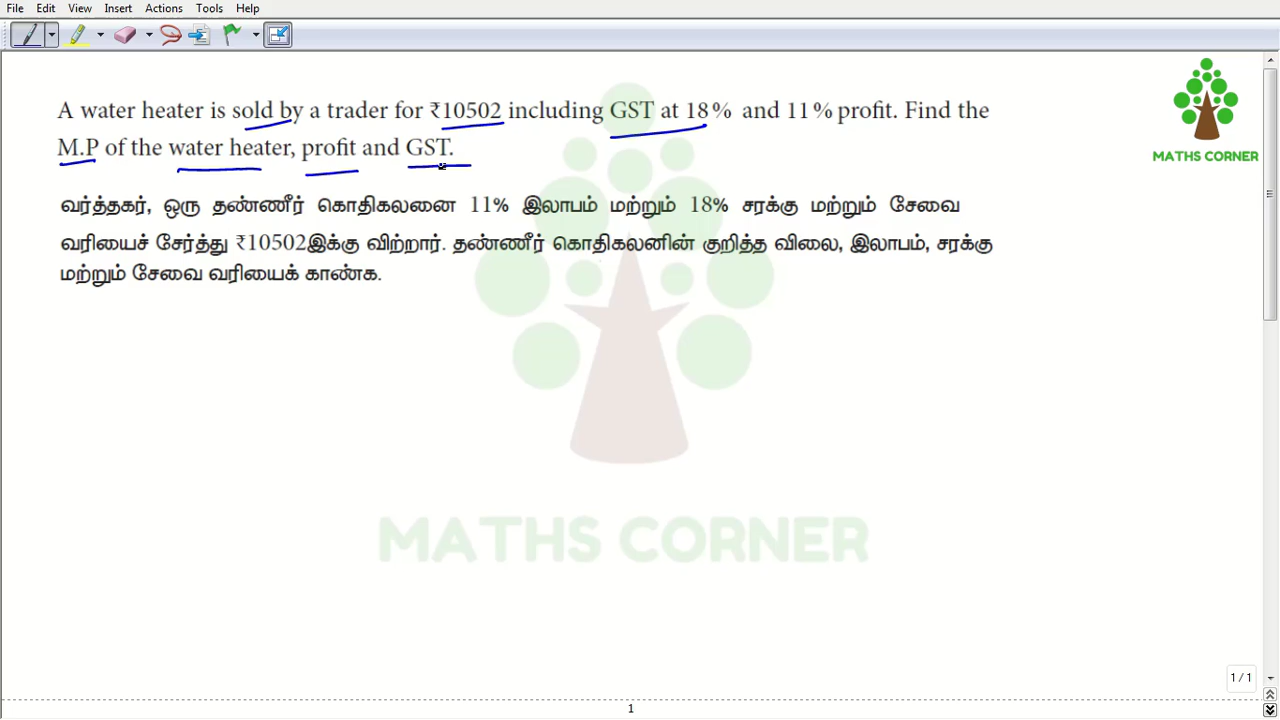 File Edit View Insert Actions Tools Help
A water heater is sold by a trader for ₹10502 including GST at 18% and 11% profit. Find the
M.P of the water heater, profit and GST.
MATHS CORNER
வர்த்தகர், ஒரு தண்ணீர் கொதிகலனை 11% இலாபம் மற்றும் 18% சரக்கு மற்றும் சேவை
வரியைச் சேர்த்து ₹10502இக்கு விற்றார். தண்ணீர் கொதிகலனின் குறித்த விலை, இலாபம், சரக்கு
மற்றும் சேவை வரியைக் காண்க.
MATHS CORNER
1 / 1
1